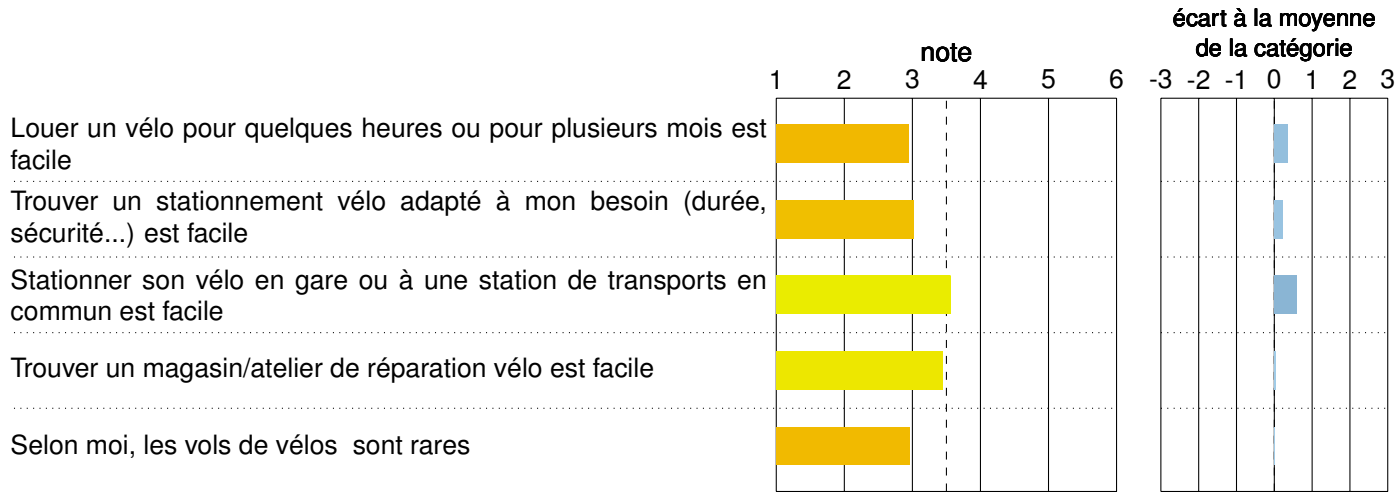 écart à la moyenne
note de la catégorie
1 2 3 4 5 6 -3 -2 -1 0 1 2 3
Louer un vélo pour quelques heures ou pour plusieurs mois est
facile
Trouver un stationnement vélo adapté à mon besoin (durée,
sécurité...) est facile
Stationner son vélo en gare ou à une station de transports en
commun est facile
Trouver un magasin/atelier de réparation vélo est facile
Selon moi, les vols de vélos sont rares